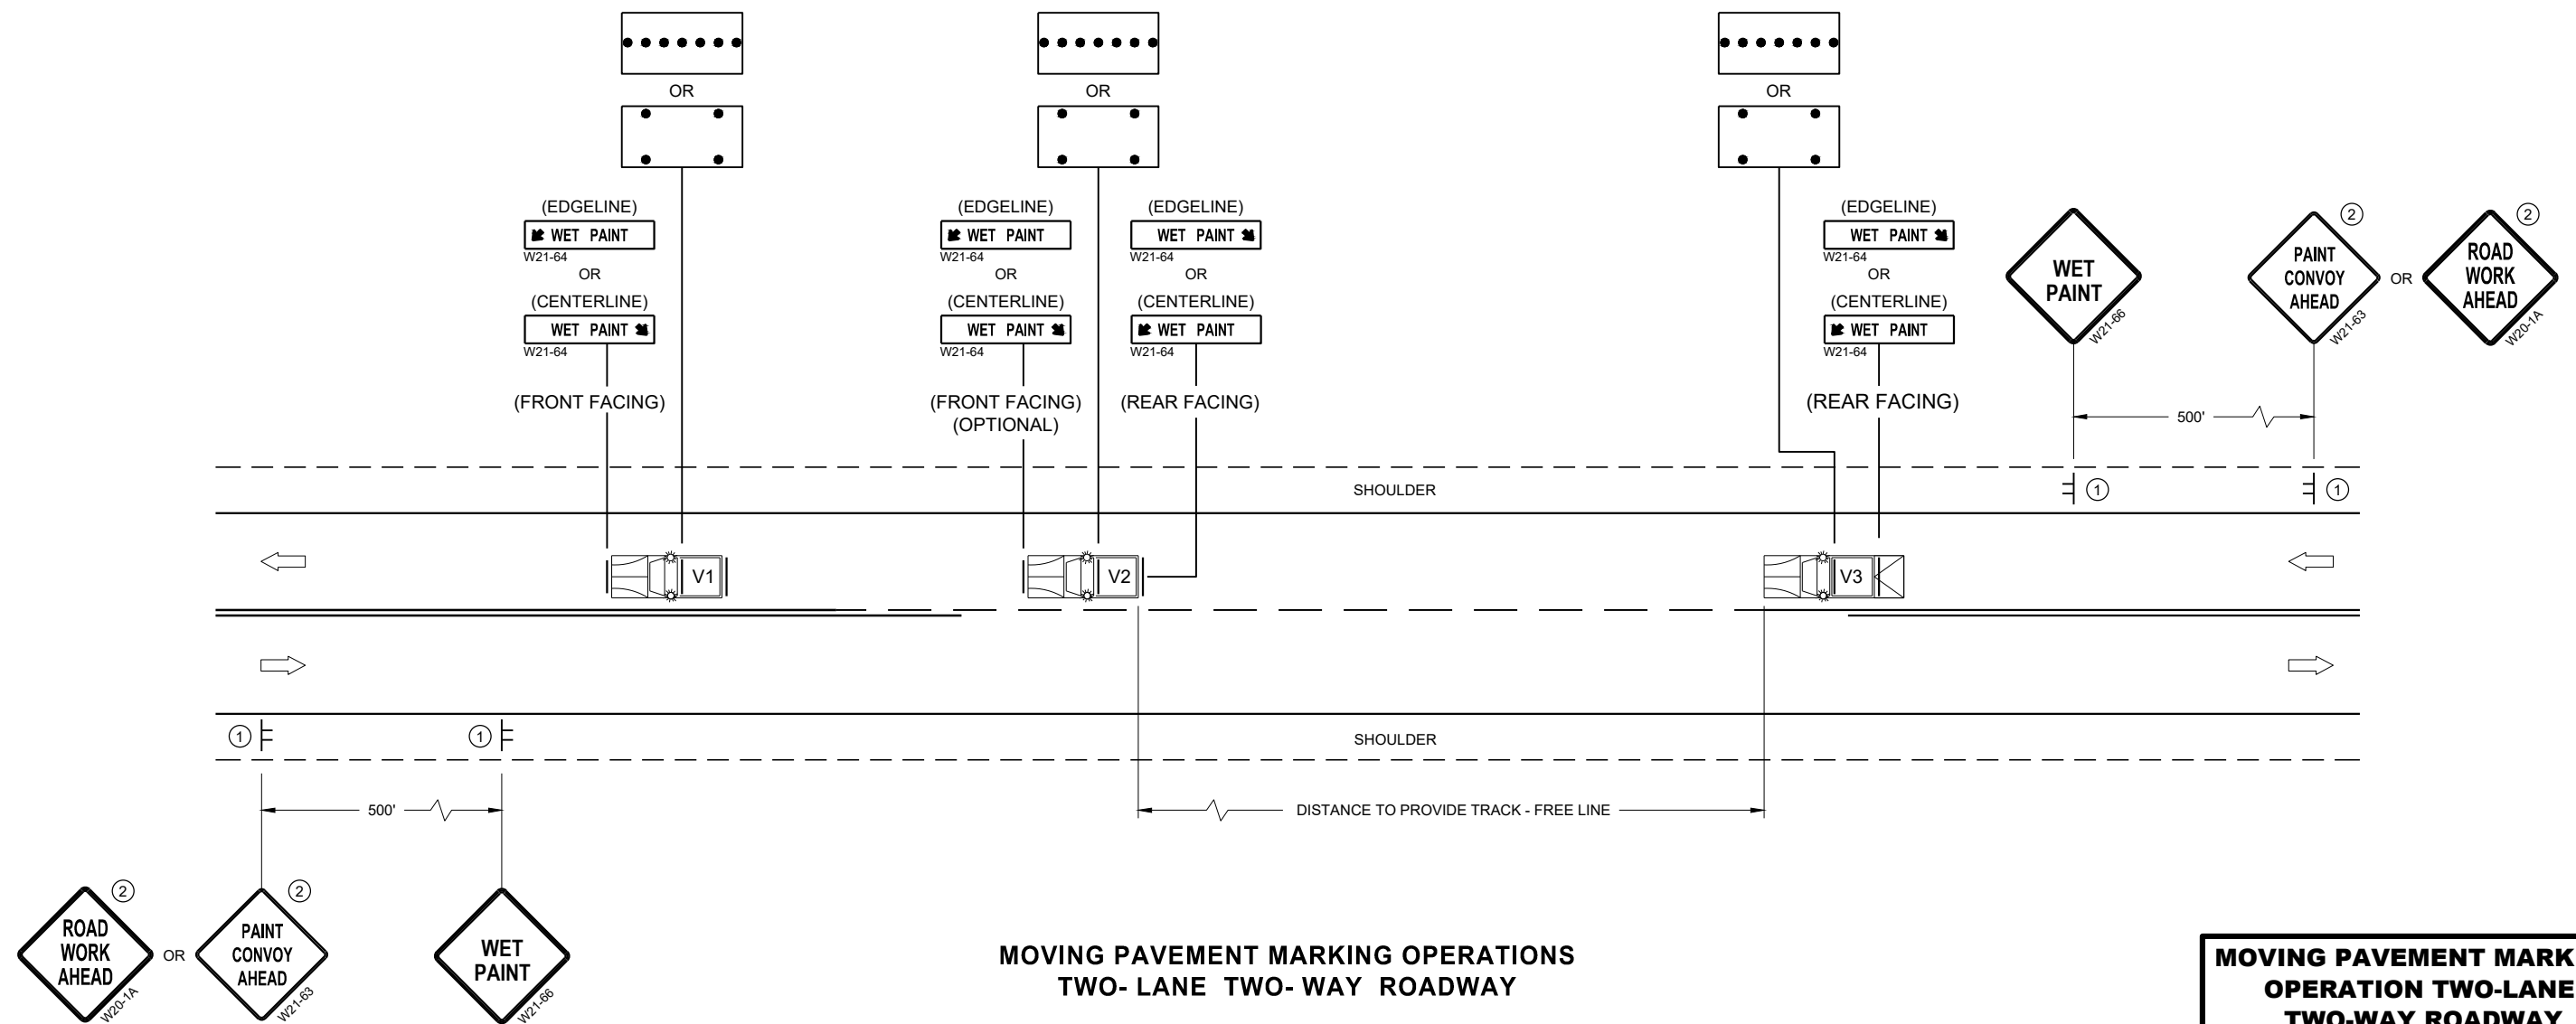 OR
OR
OR
(EDGELINE)
WET PAINT
W21-64
OR
(CENTERLINE)
WET PAINT
W21-64
(FRONT FACING)
(EDGELINE)
WET PAINT
W21-64
OR
(CENTERLINE)
WET PAINT
W21-64
(FRONT FACING)
(OPTIONAL)
(EDGELINE)
WET PAINT
W21-64
OR
(CENTERLINE)
WET PAINT
W21-64
(REAR FACING)
(EDGELINE)
WET PAINT
W21-64
OR
(CENTERLINE)
WET PAINT
W21-64
(REAR FACING)
WET
PAINT
W21-66
2
PAINT
CONVOY
AHEAD
W21-63
OR
2
ROAD
WORK
AHEAD
W20-1A
500'
SHOULDER
1
1
V1
V2
V3
1
1
SHOULDER
500'
DISTANCE TO PROVIDE TRACK - FREE LINE
2
ROAD
WORK
AHEAD
W20-1A
OR
2
PAINT
CONVOY
AHEAD
W21-63
WET
PAINT
W21-66
MOVING PAVEMENT MARKING OPERATIONS
TWO- LANE TWO- WAY ROADWAY
MOVING PAVEMENT MARK
OPERATION TWO-LANE
TWO-WAY ROADWAY